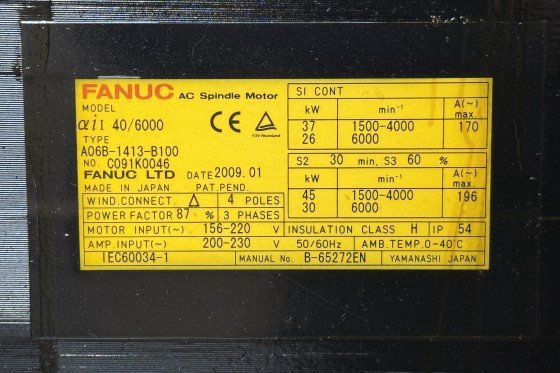 FANUC AC Spindle Motor
MODEL
αiI 40/6000
TYPE
A06B-1413-B100
NO. C091K0046
FANUC LTD DATE 2009.01
MADE IN JAPAN PAT.PEND.
CE TÜV Rheinland
WIND.CONNECT. Δ 4 POLES
POWER FACTOR 87 % 3 PHASES
MOTOR INPUT(~) 156-220 V
AMP.INPUT(~) 200-230 V
IEC60034-1
SI CONT
kW min⁻¹ A(~) max.
37 1500-4000 170
26 6000
S2 30 min, S3 60 %
kW min⁻¹ A(~) max.
45 1500-4000 196
30 6000
INSULATION CLASS H IP 54
50/60Hz AMB.TEMP.0-40℃
MANUAL No. B-65272EN YAMANASHI JAPAN